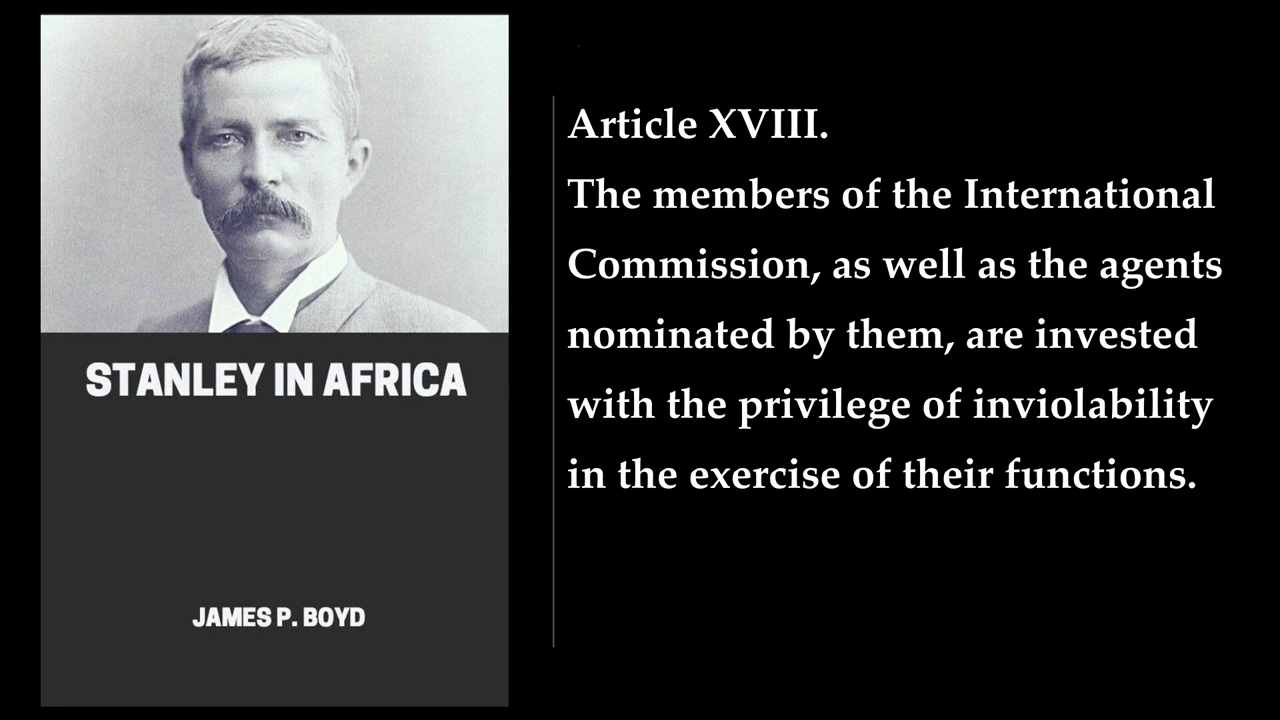 STANLEY IN AFRICA
JAMES P. BOYD
Article XVIII.
The members of the International
Commission, as well as the agents
nominated by them, are invested
with the privilege of inviolability
in the exercise of their functions.